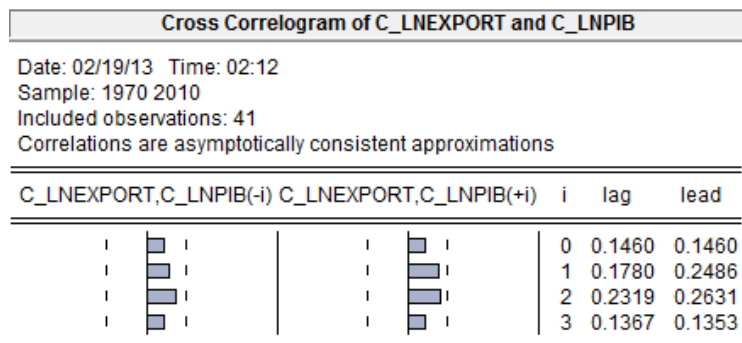 Cross Correlogram of C_LNEXPORT and C_LNPIB
Date: 02/19/13 Time: 02:12
Sample: 1970 2010
Included observations: 41
Correlations are asymptotically consistent approximations
C_LNEXPORT,C_LNPIB(-i) C_LNEXPORT,C_LNPIB(+i) i lag lead
0 0.1460 0.1460
1 0.1780 0.2486
2 0.2319 0.2631
3 0.1367 0.1353